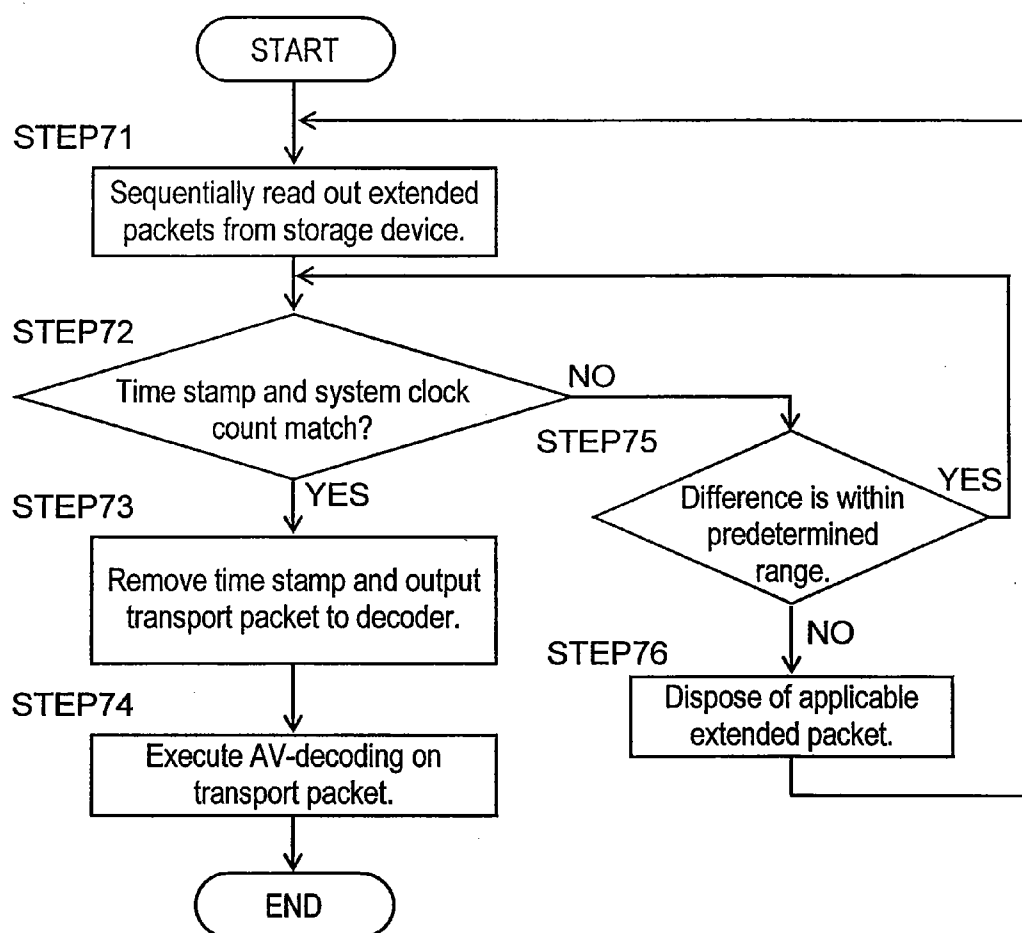 START
STEP71
Sequentially read out extended
packets from storage device.
STEP72
Time stamp and system clock
count match?
NO
YES
STEP75
Difference is within
predetermined
range.
YES
NO
STEP73
Remove time stamp and output
transport packet to decoder.
STEP76
Dispose of applicable
extended packet.
STEP74
Execute AV-decoding on
transport packet.
END